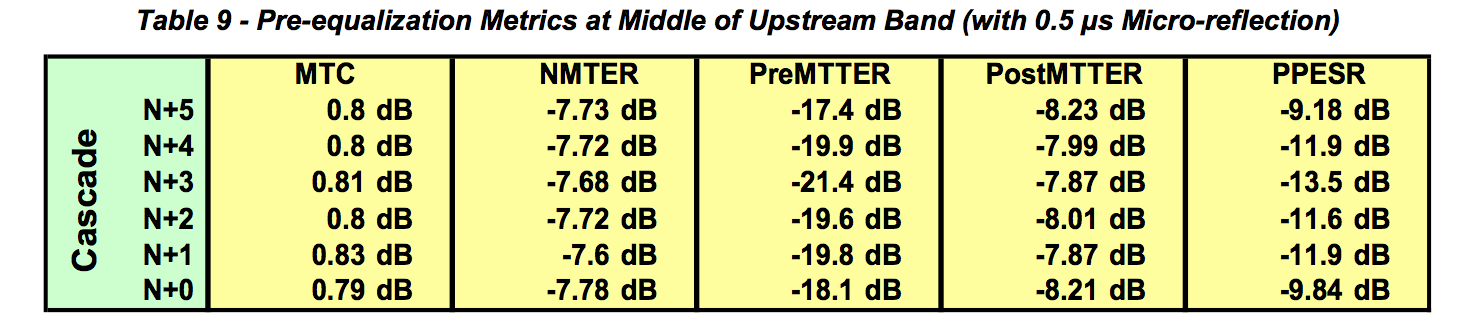 Table 9 - Pre-equalization Metrics at Middle of Upstream Band (with 0.5 µs Micro-reflection)
MTC NMTER PreMTTER PostMTTER PPESR
Cascade
N+5 0.8 dB -7.73 dB -17.4 dB -8.23 dB -9.18 dB
N+4 0.8 dB -7.72 dB -19.9 dB -7.99 dB -11.9 dB
N+3 0.81 dB -7.68 dB -21.4 dB -7.87 dB -13.5 dB
N+2 0.8 dB -7.72 dB -19.6 dB -8.01 dB -11.6 dB
N+1 0.83 dB -7.6 dB -19.8 dB -7.87 dB -11.9 dB
N+0 0.79 dB -7.78 dB -18.1 dB -8.21 dB -9.84 dB